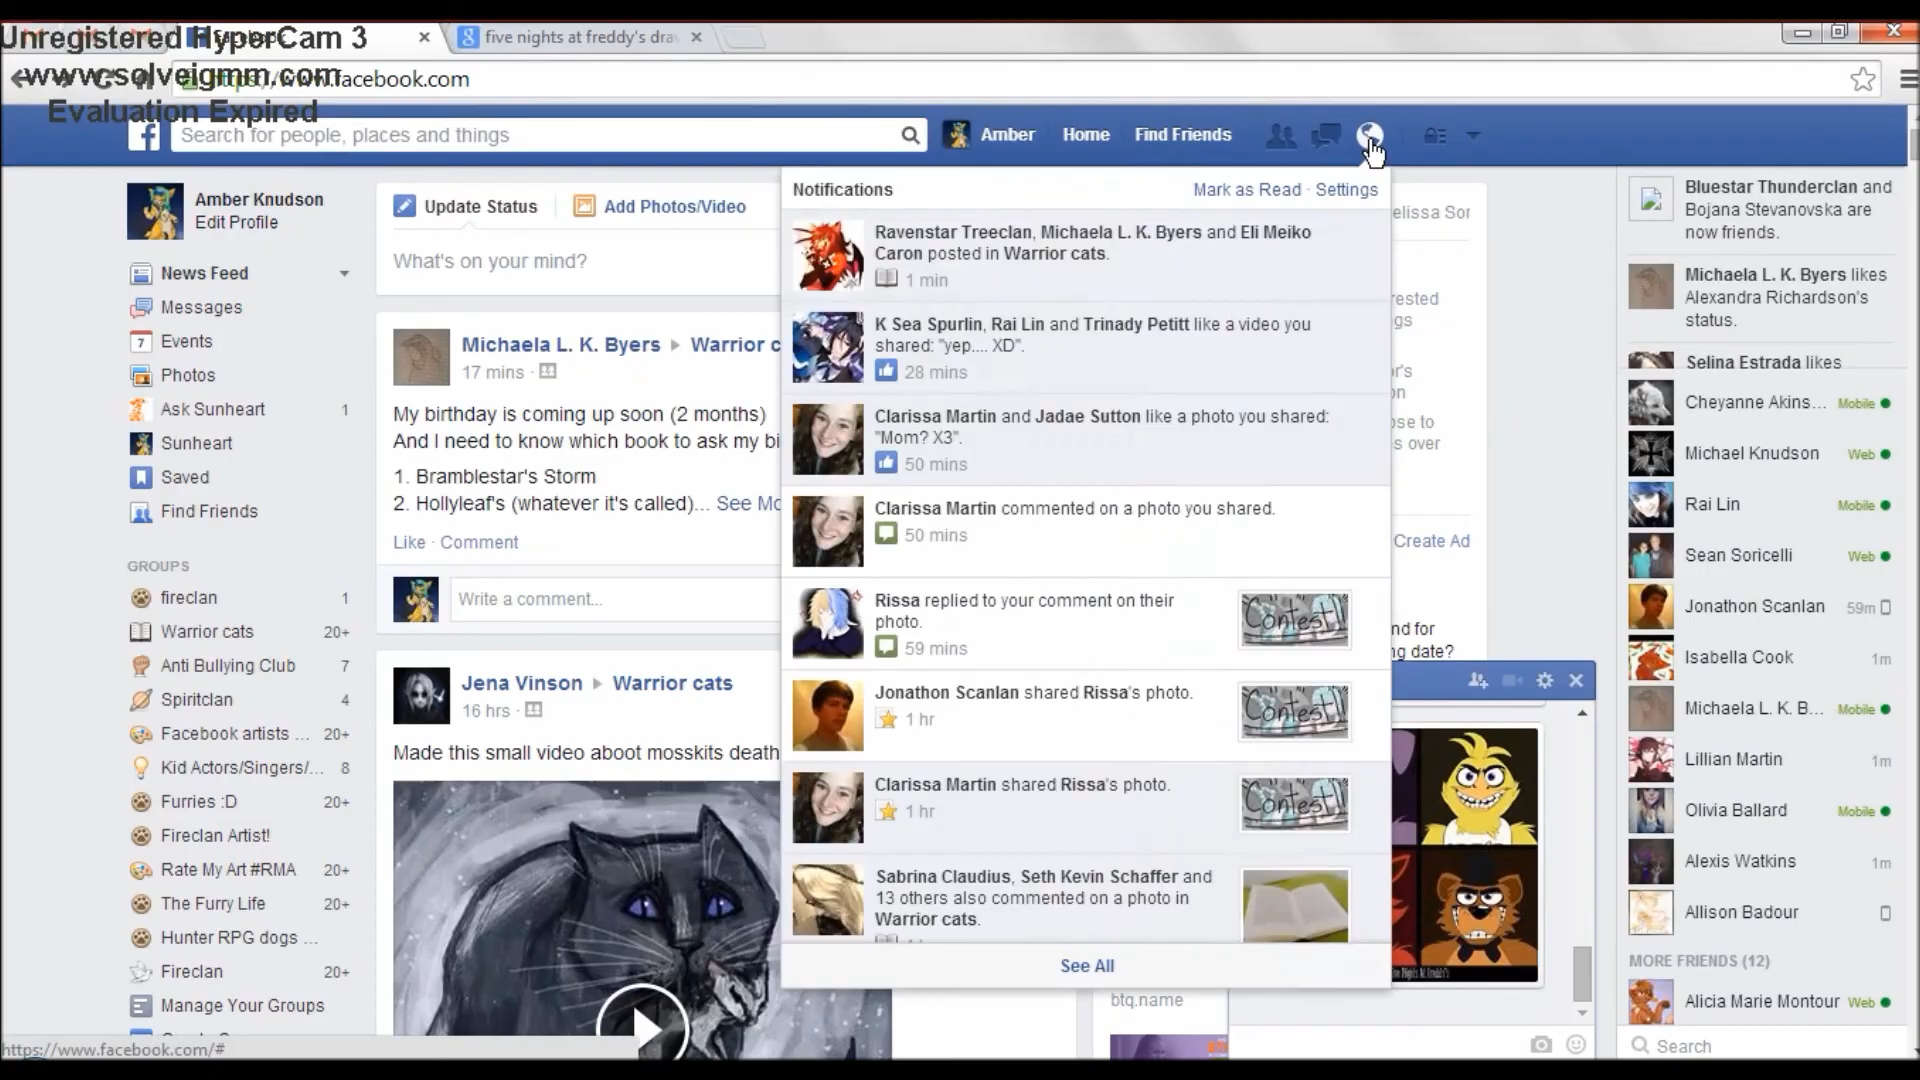 Unregistered HyperCam 3
www.solveigmm.com
Evaluation Expired
five nights at freddy's dra
www.facebook.com
Search for people, places and things
Amber
Home
Find Friends
Amber Knudson
Edit Profile
News Feed
Messages
7 Events
Photos
Ask Sunheart 1
Sunheart
Saved
Find Friends
GROUPS
fireclan 1
Warrior cats 20+
Anti Bullying Club 7
Spiritclan 4
Facebook artists ... 20+
Kid Actors/Singers/... 8
Furries :D 20+
Fireclan Artist!
Rate My Art #RMA 20+
The Furry Life 20+
Hunter RPG dogs ...
Fireclan 20+
Manage Your Groups
https://www.facebook.com/#
Update Status
Add Photos/Video
What's on your mind?
Michaela L. K. Byers ▸ Warrior c
17 mins ·
My birthday is coming up soon (2 months)
And I need to know which book to ask my bi
1. Bramblestar's Storm
2. Hollyleaf's (whatever it's called)... See Mo
Like · Comment
Write a comment...
Jena Vinson ▸ Warrior cats
16 hrs ·
Made this small video aboot mosskits death
Notifications
Mark as Read · Settings
Ravenstar Treeclan, Michaela L. K. Byers and Eli Meiko
Caron posted in Warrior cats.
1 min
K Sea Spurlin, Rai Lin and Trinady Petitt like a video you
shared: "yep.... XD".
28 mins
Clarissa Martin and Jadae Sutton like a photo you shared:
"Mom? X3".
50 mins
Clarissa Martin commented on a photo you shared.
50 mins
Rissa replied to your comment on their
photo.
59 mins
Contest!!
Jonathon Scanlan shared Rissa's photo.
1 hr
Contest!!
Clarissa Martin shared Rissa's photo.
1 hr
Contest!!
Sabrina Claudius, Seth Kevin Schaffer and
13 others also commented on a photo in
Warrior cats.
See All
btq.name
elissa Sor
rested
gs
r's
on
ose to
s over
Create Ad
nd for
ng date?
Bluestar Thunderclan and
Bojana Stevanovska are
now friends.
Michaela L. K. Byers likes
Alexandra Richardson's
status.
Selina Estrada likes
Cheyanne Akins... Mobile
Michael Knudson Web
Rai Lin Mobile
Sean Soricelli Web
Jonathon Scanlan 59m
Isabella Cook 1m
Michaela L. K. B... Mobile
Lillian Martin 1m
Olivia Ballard Mobile
Alexis Watkins 1m
Allison Badour
MORE FRIENDS (12)
Alicia Marie Montour Web
Search